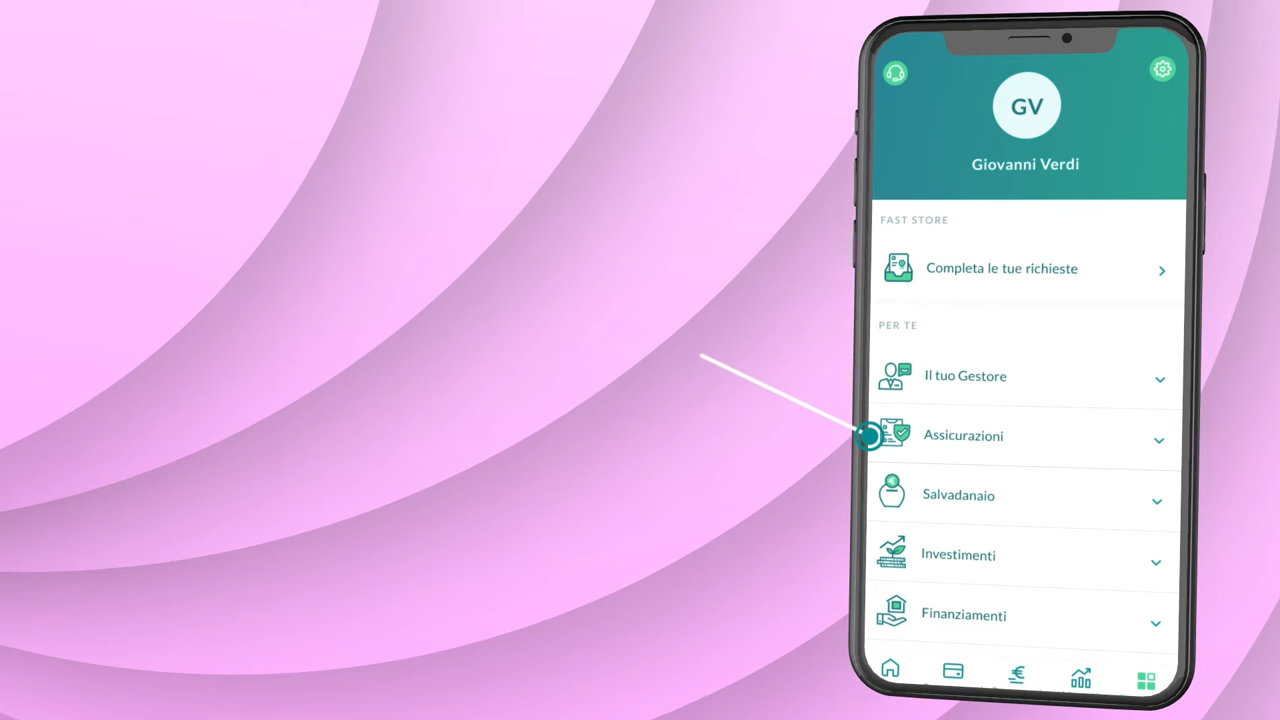 GV
Giovanni Verdi
FAST STORE
Completa le tue richieste
PER TE
Il tuo Gestore
Assicurazioni
Salvadanaio
Investimenti
Finanziamenti